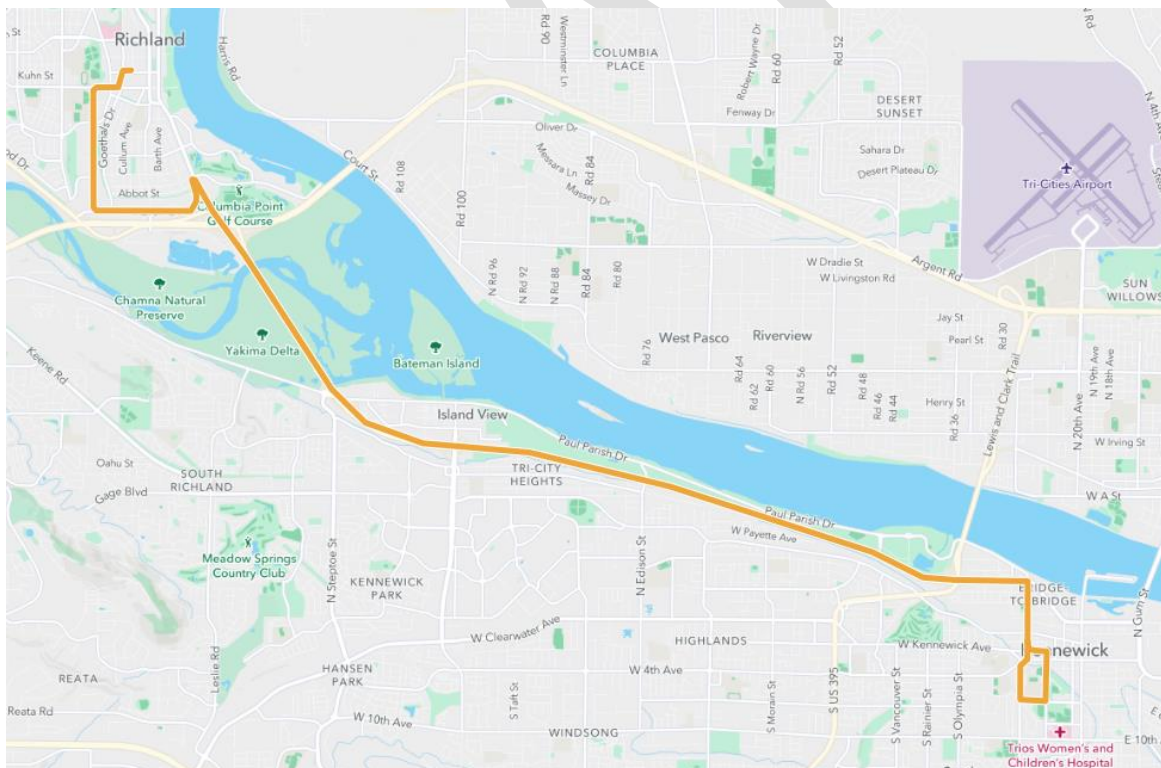 Richland
Kuhn St
Goethals Dr
Cullum Ave
Barth Ave
Abbot St
Harris Rd
Columbia Point
Golf Course
Chamna Natural
Preserve
Yakima Delta
Bateman Island
Keene Rd
Island View
Court St
Rd 108
Rd 100
Rd 90
Westminster Ln
COLUMBIA
PLACE
Robert Wayne Dr
Rd 60
Rd 52
Fenway Dr
Oliver Dr
Messara Ln
Massey Dr
Rd 84
DESERT
SUNSET
Sahara Dr
Desert Plateau Dr
Tri-Cities Airport
N 4th Ave
N Rd 96
N Rd 92
N Rd 88
Rd 84
Rd 80
W Dradie St
W Livingston Rd
Argent Rd
SUN
WILLOWS
Jay St
Pearl St
Rd 30
Rd 76
West Pasco
Riverview
Rd 64
Rd 62
Rd 60
N Rd 56
Rd 52
Rd 48
Rd 46
Rd 44
Henry St
Rd 36
Lewis and Clark Trail
N 20th Ave
N 19th Ave
N 18th Ave
W Irving St
W A St
Oahu St
SOUTH
RICHLAND
Gage Blvd
TRI-CITY
HEIGHTS
Paul Parish Dr
Paul Parish Dr
W Payette Ave
Meadow Springs
Country Club
N Steptoe St
KENNEWICK
PARK
N Edison St
BRIDGE-
TO-BRIDGE
N Gum St
W Clearwater Ave
HIGHLANDS
W Kennewick Ave
Kennewick
Leslie Rd
HANSEN
PARK
W 4th Ave
REATA
Reata Rd
W 10th Ave
S Taft St
WINDSONG
S Morain St
S US 395
S Vancouver St
S Rainier St
S Olympia St
E 10th
Trios Women's and
Children's Hospital